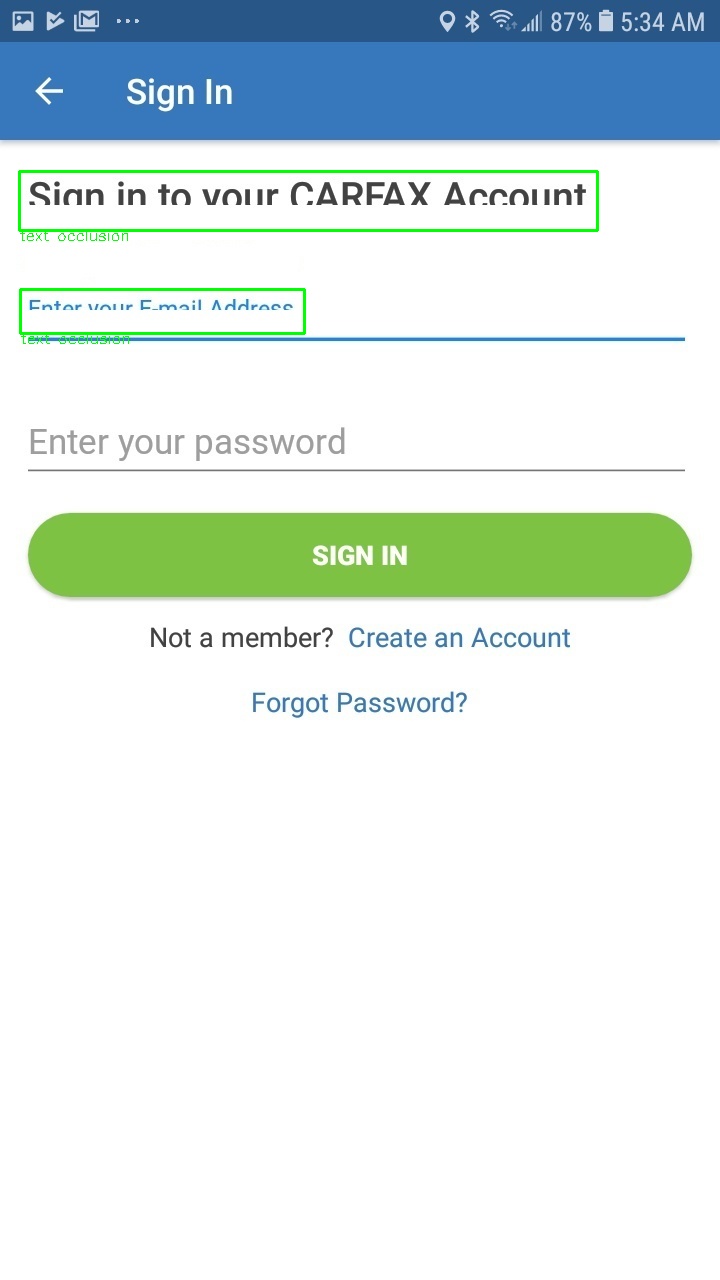 87% 5:34 AM
Sign In
Sign in to your CARFAX Account
text occlusion
Enter your E-mail Address
text occlusion
Enter your password
SIGN IN
Not a member? Create an Account
Forgot Password?